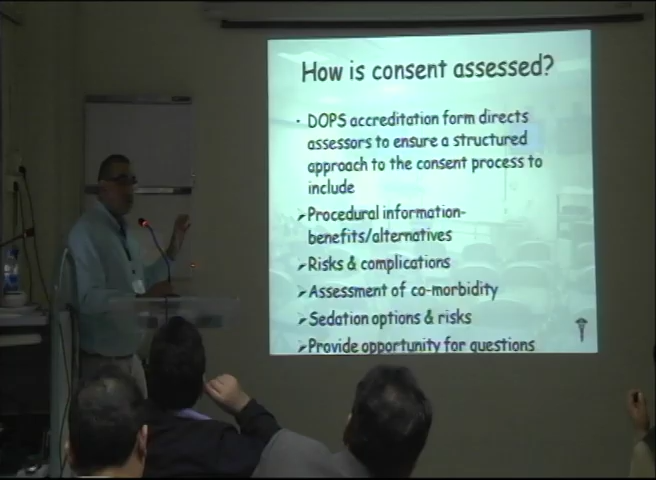 How is consent assessed?
• DOPS accreditation form directs
assessors to ensure a structured
approach to the consent process to
include
➢Procedural information-
benefits/alternatives
➢Risks & complications
➢Assessment of co-morbidity
➢Sedation options & risks
➢Provide opportunity for questions